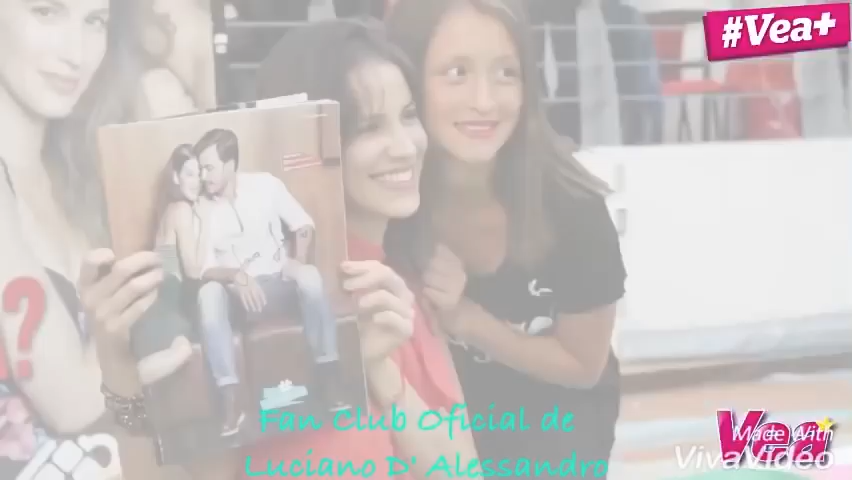 #Vea+
?
Fan Club Oficial de
Luciano D' Alessandro
Vea
Made With
VivaVideo